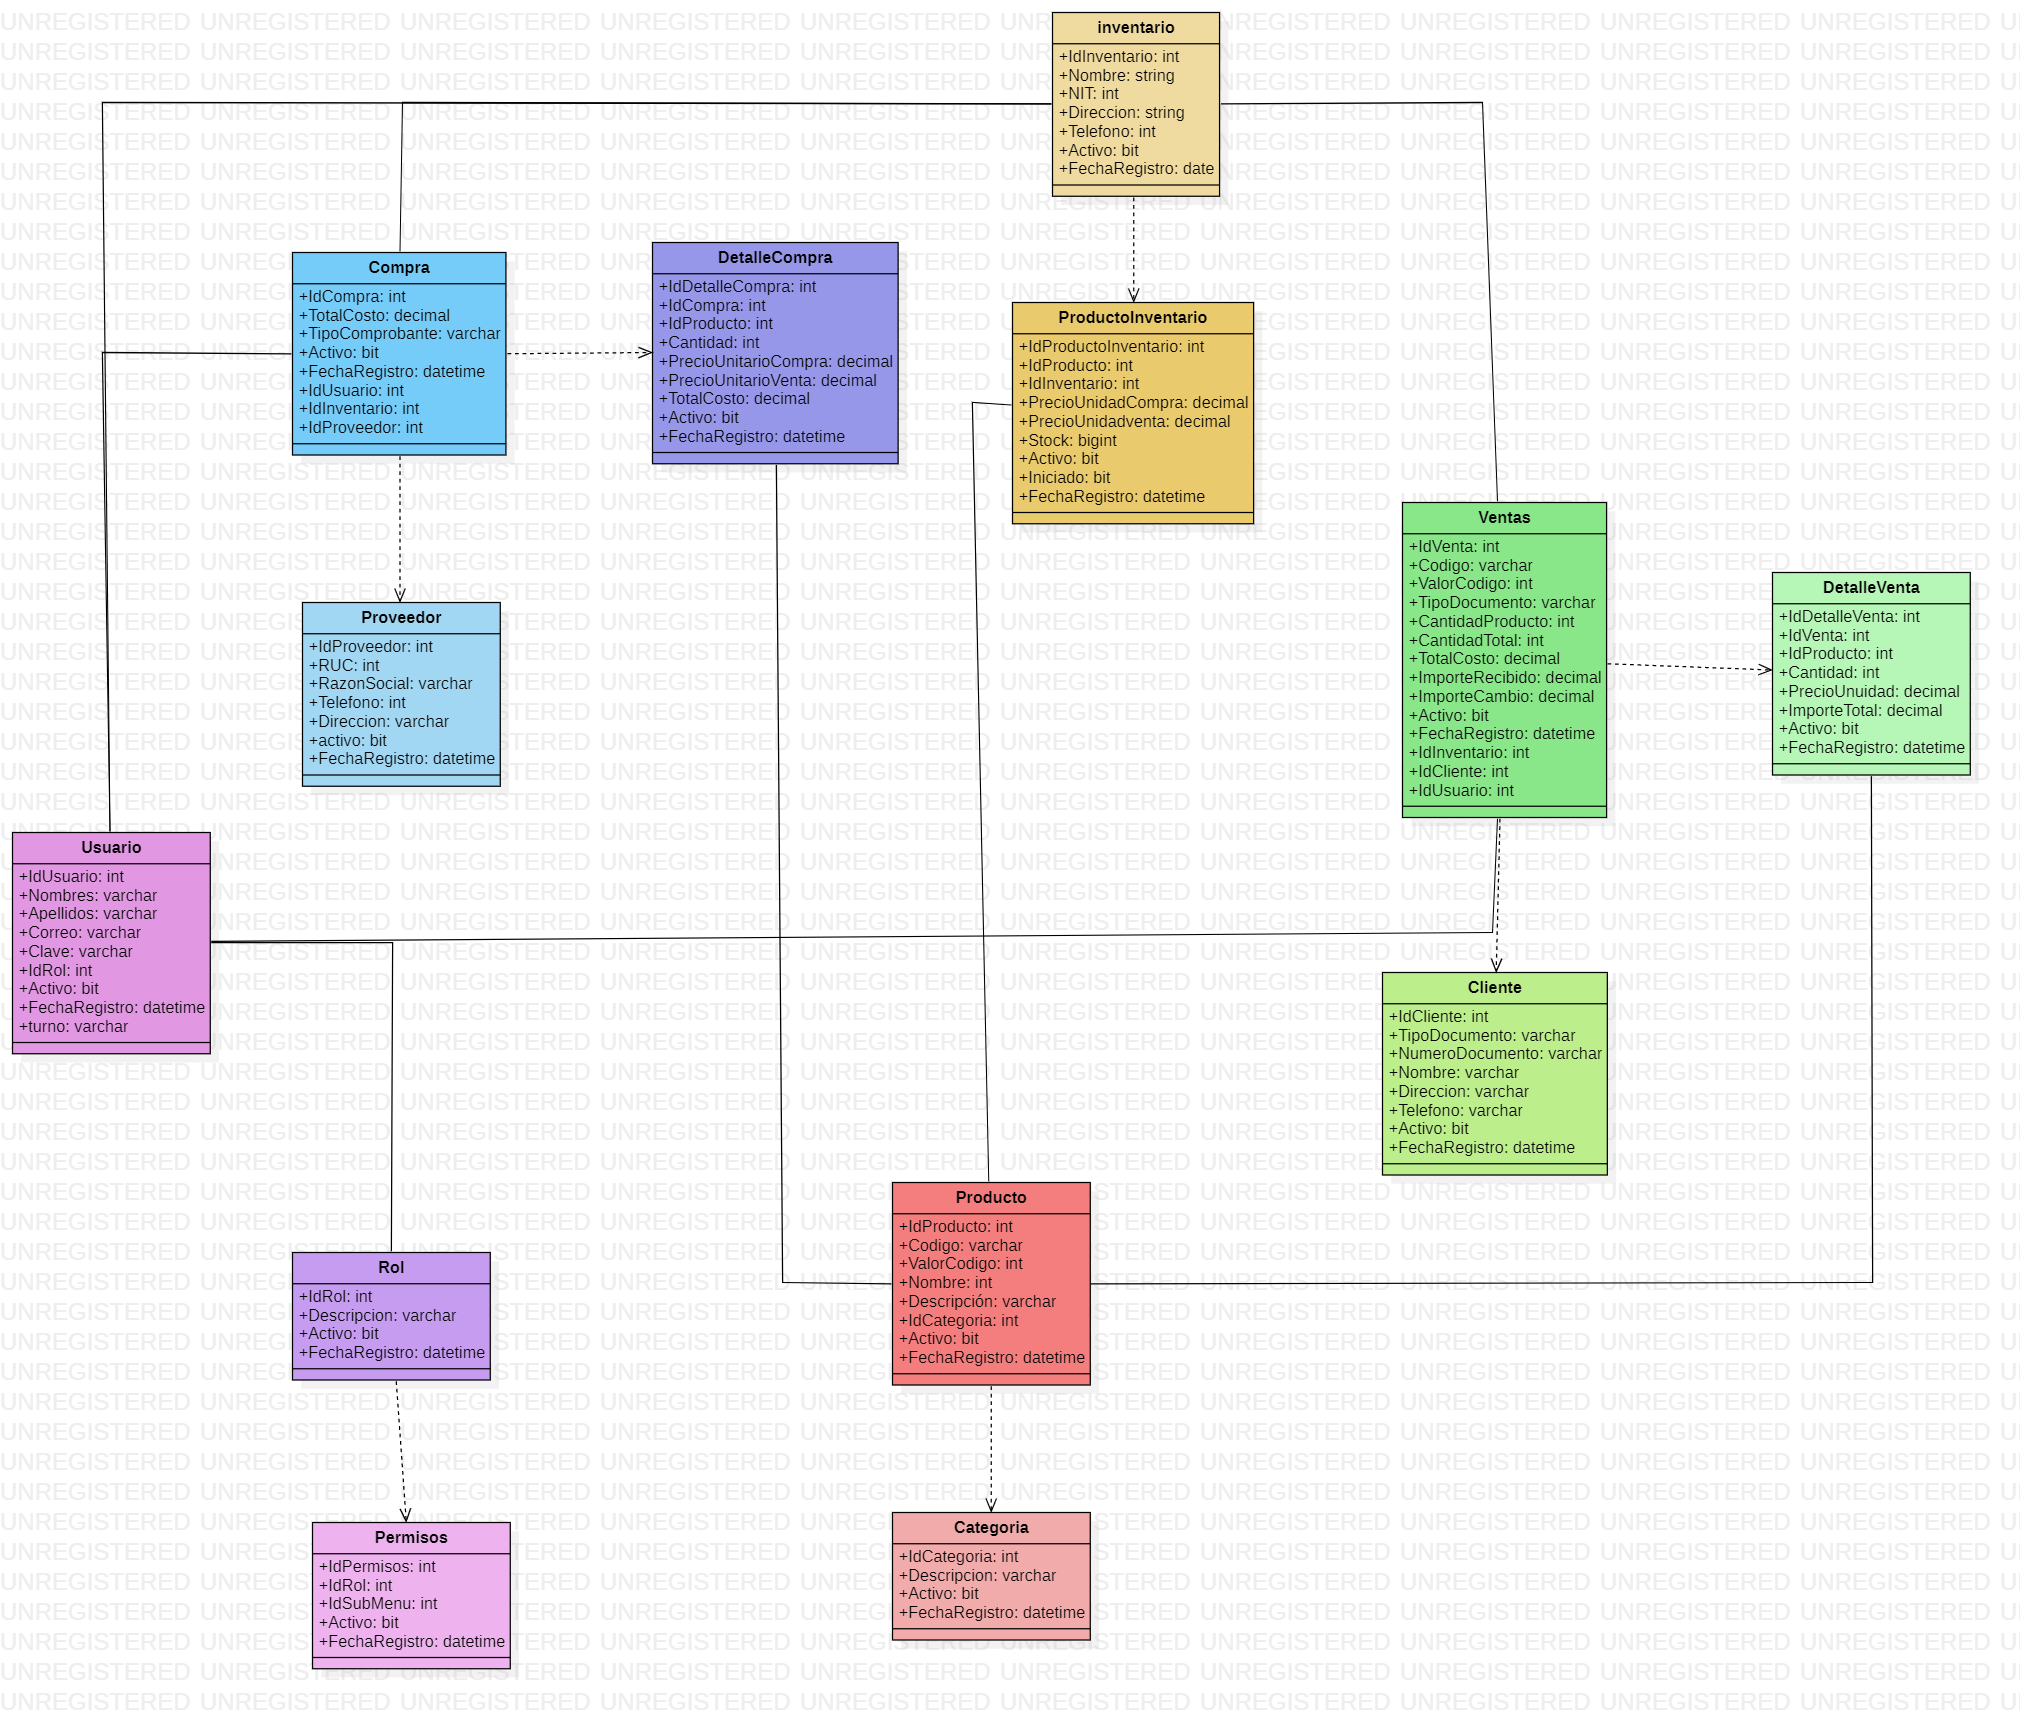 inventario
+IdInventario: int
+Nombre: string
+NIT: int
+Direccion: string
+Telefono: int
+Activo: bit
+FechaRegistro: date
Compra
+IdCompra: int
+TotalCosto: decimal
+TipoComprobante: varchar
+Activo: bit
+FechaRegistro: datetime
+IdUsuario: int
+IdInventario: int
+IdProveedor: int
DetalleCompra
+IdDetalleCompra: int
+IdCompra: int
+IdProducto: int
+Cantidad: int
+PrecioUnitarioCompra: decimal
+PrecioUnitarioVenta: decimal
+TotalCosto: decimal
+Activo: bit
+FechaRegistro: datetime
ProductoInventario
+IdProductoInventario: int
+IdProducto: int
+IdInventario: int
+PrecioUnidadCompra: decimal
+PrecioUnidadventa: decimal
+Stock: bigint
+Activo: bit
+Iniciado: bit
+FechaRegistro: datetime
Ventas
+IdVenta: int
+Codigo: varchar
+ValorCodigo: int
+TipoDocumento: varchar
+CantidadProducto: int
+CantidadTotal: int
+TotalCosto: decimal
+ImporteRecibido: decimal
+ImporteCambio: decimal
+Activo: bit
+FechaRegistro: datetime
+IdInventario: int
+IdCliente: int
+IdUsuario: int
DetalleVenta
+IdDetalleVenta: int
+IdVenta: int
+IdProducto: int
+Cantidad: int
+PrecioUnuidad: decimal
+ImporteTotal: decimal
+Activo: bit
+FechaRegistro: datetime
Proveedor
+IdProveedor: int
+RUC: int
+RazonSocial: varchar
+Telefono: int
+Direccion: varchar
+activo: bit
+FechaRegistro: datetime
Usuario
+IdUsuario: int
+Nombres: varchar
+Apellidos: varchar
+Correo: varchar
+Clave: varchar
+IdRol: int
+Activo: bit
+FechaRegistro: datetime
+turno: varchar
Cliente
+IdCliente: int
+TipoDocumento: varchar
+NumeroDocumento: varchar
+Nombre: varchar
+Direccion: varchar
+Telefono: varchar
+Activo: bit
+FechaRegistro: datetime
Producto
+IdProducto: int
+Codigo: varchar
+ValorCodigo: int
+Nombre: int
+Descripción: varchar
+IdCategoria: int
+Activo: bit
+FechaRegistro: datetime
Rol
+IdRol: int
+Descripcion: varchar
+Activo: bit
+FechaRegistro: datetime
Permisos
+IdPermisos: int
+IdRol: int
+IdSubMenu: int
+Activo: bit
+FechaRegistro: datetime
Categoria
+IdCategoria: int
+Descripcion: varchar
+Activo: bit
+FechaRegistro: datetime
UNREGISTERED